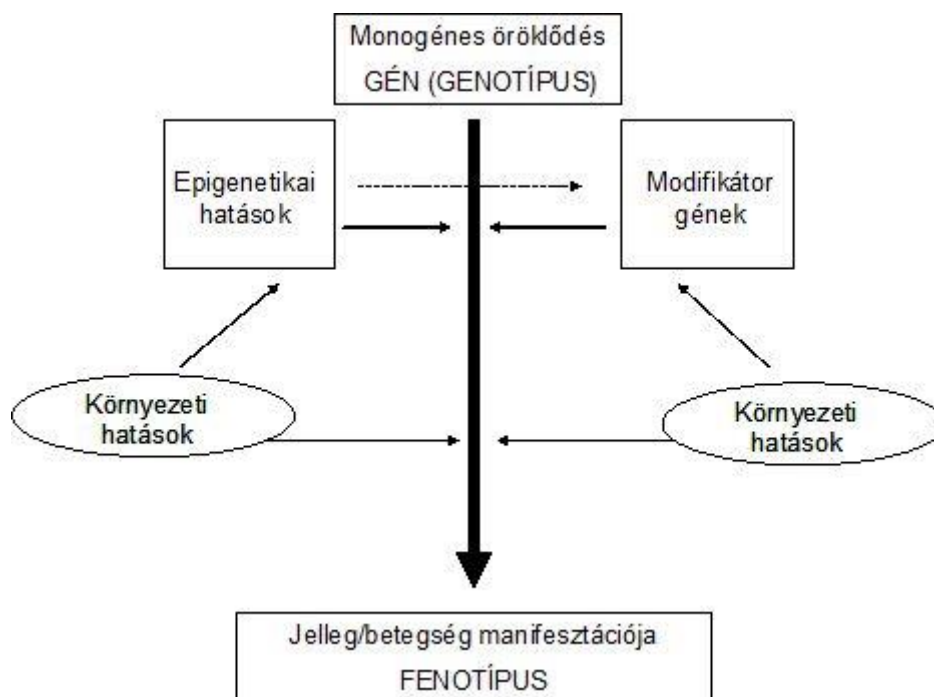 Monogénes öröklődés
GÉN (GENOTÍPUS)
Epigenetikai
hatások
Modifikátor
gének
Környezeti
hatások
Környezeti
hatások
Jelleg/betegség manifesztációja
FENOTÍPUS